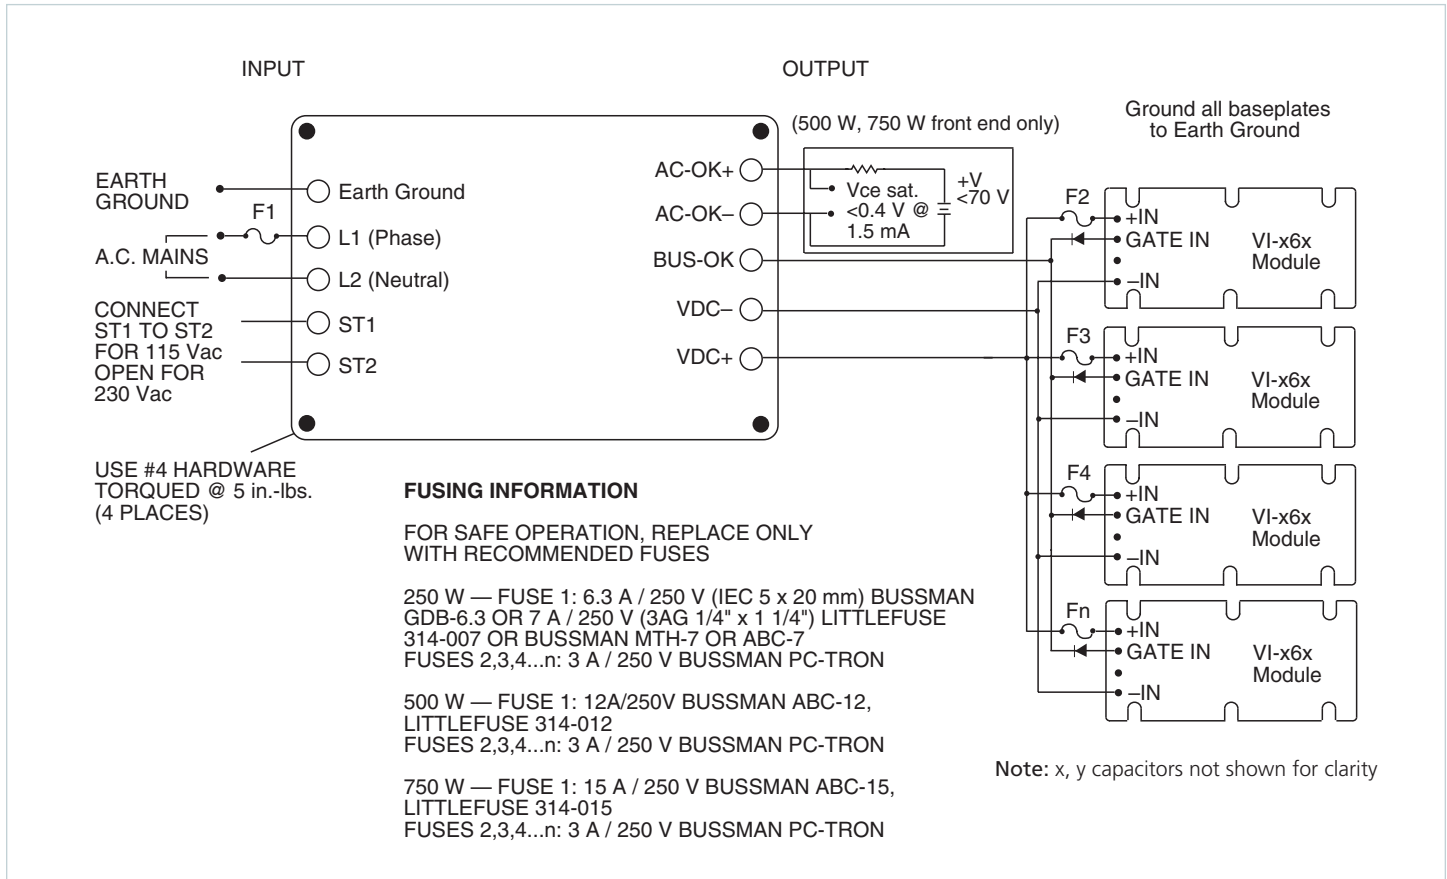 INPUT
OUTPUT
(500 W, 750 W front end only)
Ground all baseplates
to Earth Ground
EARTH
GROUND
F1
A.C. MAINS
CONNECT
ST1 TO ST2
FOR 115 Vac
OPEN FOR
230 Vac
USE #4 HARDWARE
TORQUED @ 5 in.-lbs.
(4 PLACES)
Earth Ground
L1 (Phase)
L2 (Neutral)
ST1
ST2
AC-OK+
AC-OK–
BUS-OK
VDC–
VDC+
Vce sat.
<0.4 V @
1.5 mA
+V
<70 V
F2
+IN
GATE IN
–IN
VI-x6x
Module
F3
+IN
GATE IN
–IN
VI-x6x
Module
F4
+IN
GATE IN
–IN
VI-x6x
Module
Fn
+IN
GATE IN
–IN
VI-x6x
Module
FUSING INFORMATION
FOR SAFE OPERATION, REPLACE ONLY
WITH RECOMMENDED FUSES
250 W — FUSE 1: 6.3 A / 250 V (IEC 5 x 20 mm) BUSSMAN
GDB-6.3 OR 7 A / 250 V (3AG 1/4" x 1 1/4") LITTLEFUSE
314-007 OR BUSSMAN MTH-7 OR ABC-7
FUSES 2,3,4...n: 3 A / 250 V BUSSMAN PC-TRON
500 W — FUSE 1: 12A/250V BUSSMAN ABC-12,
LITTLEFUSE 314-012
FUSES 2,3,4...n: 3 A / 250 V BUSSMAN PC-TRON
750 W — FUSE 1: 15 A / 250 V BUSSMAN ABC-15,
LITTLEFUSE 314-015
FUSES 2,3,4...n: 3 A / 250 V BUSSMAN PC-TRON
Note: x, y capacitors not shown for clarity